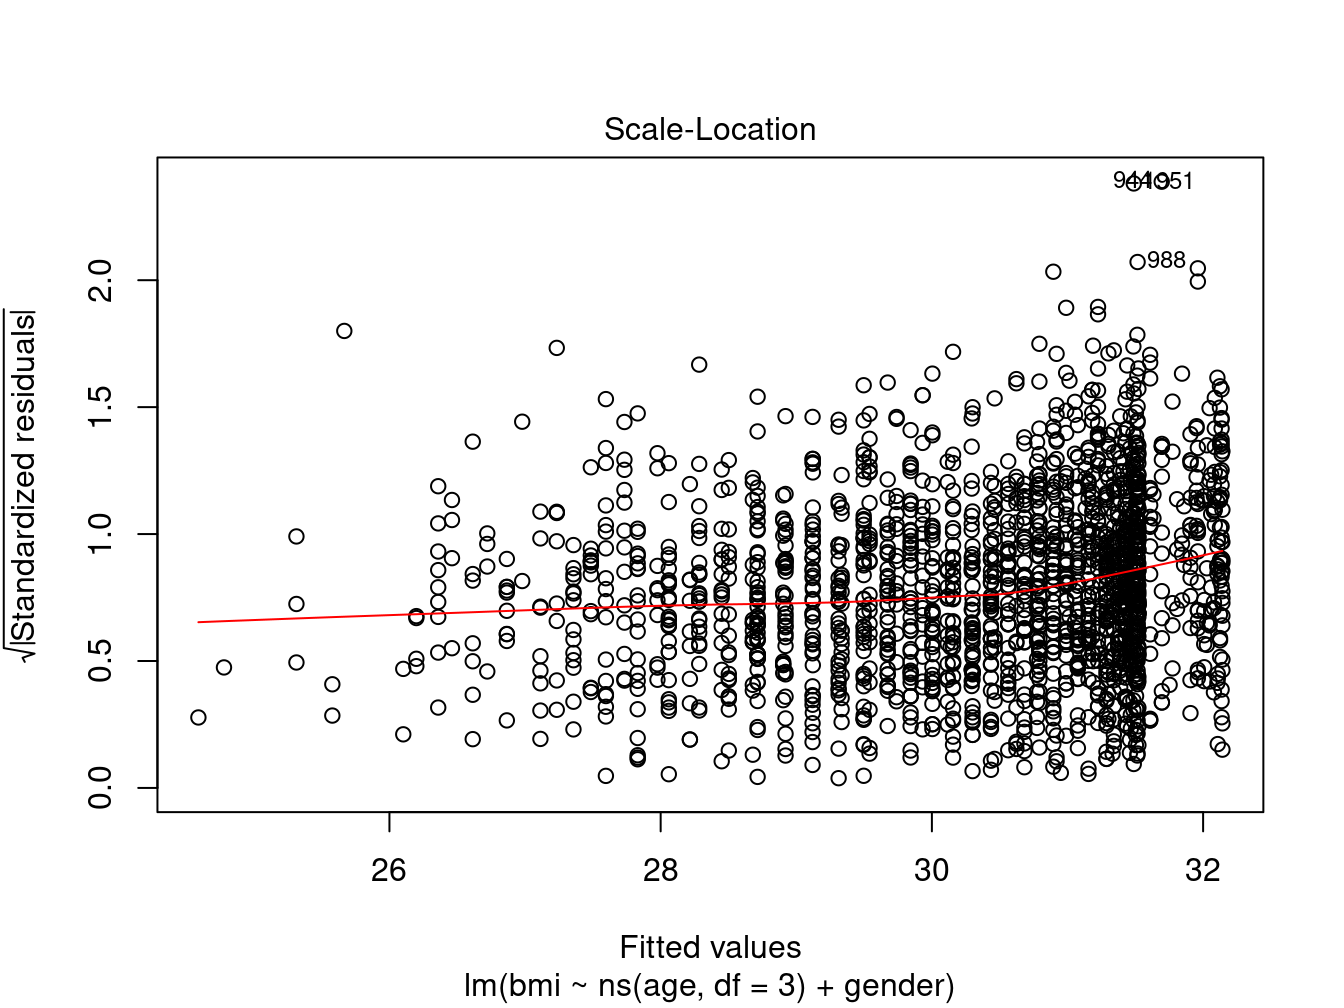 Scale-Location
1951
988
√|Standardized residuals|
2.0
1.5
1.0
0.5
0.0
26 28 30 32
Fitted values
lm(bmi ~ ns(age, df = 3) + gender)